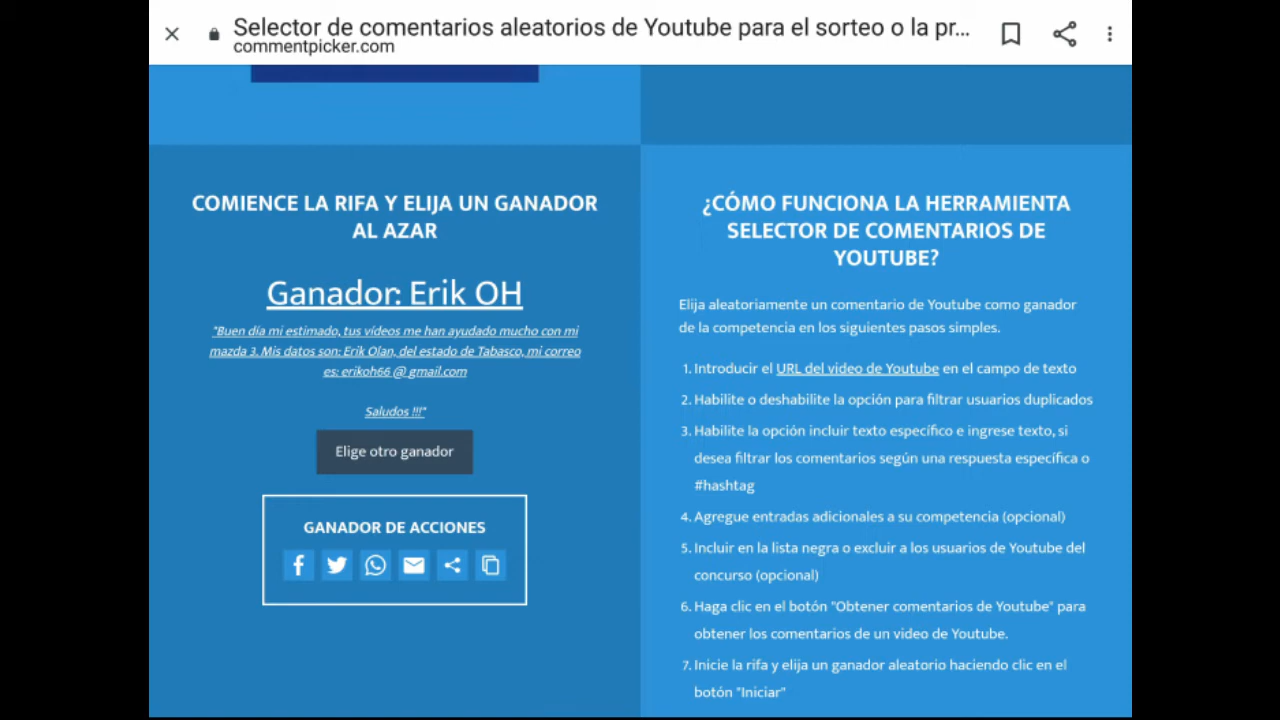 Selector de comentarios aleatorios de Youtube para el sorteo o la pr...
commentpicker.com
COMIENCE LA RIFA Y ELIJA UN GANADOR
AL AZAR
Ganador: Erik OH
"Buen día mi estimado, tus vídeos me han ayudado mucho con mi
mazda 3. Mis datos son: Erik Olan, del estado de Tabasco, mi correo
es: erikoh66 @ gmail.com
Saludos !!!"
Elige otro ganador
GANADOR DE ACCIONES
¿CÓMO FUNCIONA LA HERRAMIENTA
SELECTOR DE COMENTARIOS DE
YOUTUBE?
Elija aleatoriamente un comentario de Youtube como ganador
de la competencia en los siguientes pasos simples.
1. Introducir el URL del video de Youtube en el campo de texto
2. Habilite o deshabilite la opción para filtrar usuarios duplicados
3. Habilite la opción incluir texto específico e ingrese texto, si
desea filtrar los comentarios según una respuesta específica o
#hashtag
4. Agregue entradas adicionales a su competencia (opcional)
5. Incluir en la lista negra o excluir a los usuarios de Youtube del
concurso (opcional)
6. Haga clic en el botón "Obtener comentarios de Youtube" para
obtener los comentarios de un video de Youtube.
7. Inicie la rifa y elija un ganador aleatorio haciendo clic en el
botón "Iniciar"